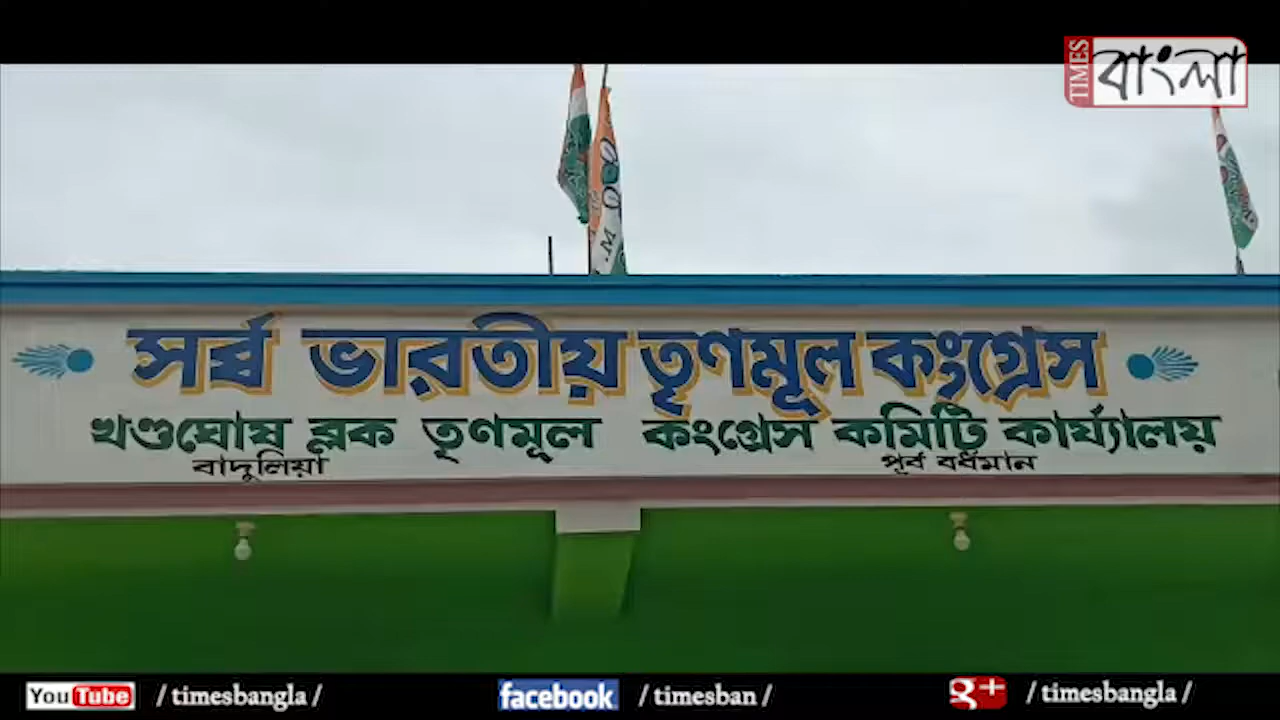 TIMES বাংলা
M
সর্ব্ব ভারতীয় তৃণমূল কংগ্রেস
খণ্ডঘোষ ব্লক তৃণমূল কংগ্রেস কমিটি কার্য্যালয়
বাদুলিয়া পূর্ব বর্ধমান
YouTube /timesbangla/ facebook /timesban/ g+ /timesbangla/